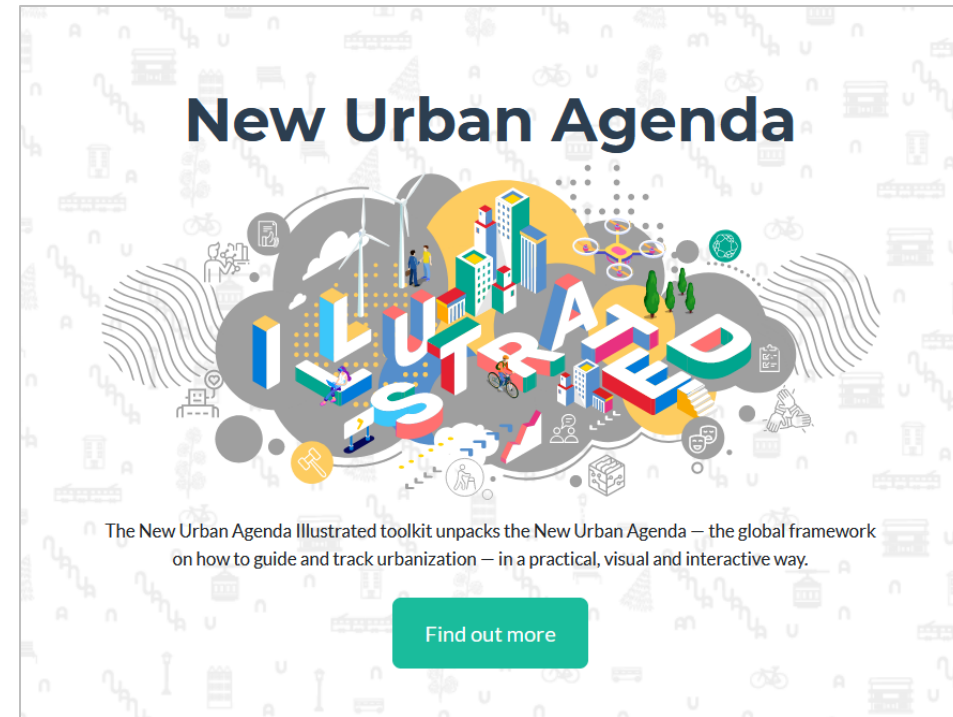 New Urban Agenda
ILLUSTRATED
The New Urban Agenda Illustrated toolkit unpacks the New Urban Agenda — the global framework
on how to guide and track urbanization — in a practical, visual and interactive way.
Find out more